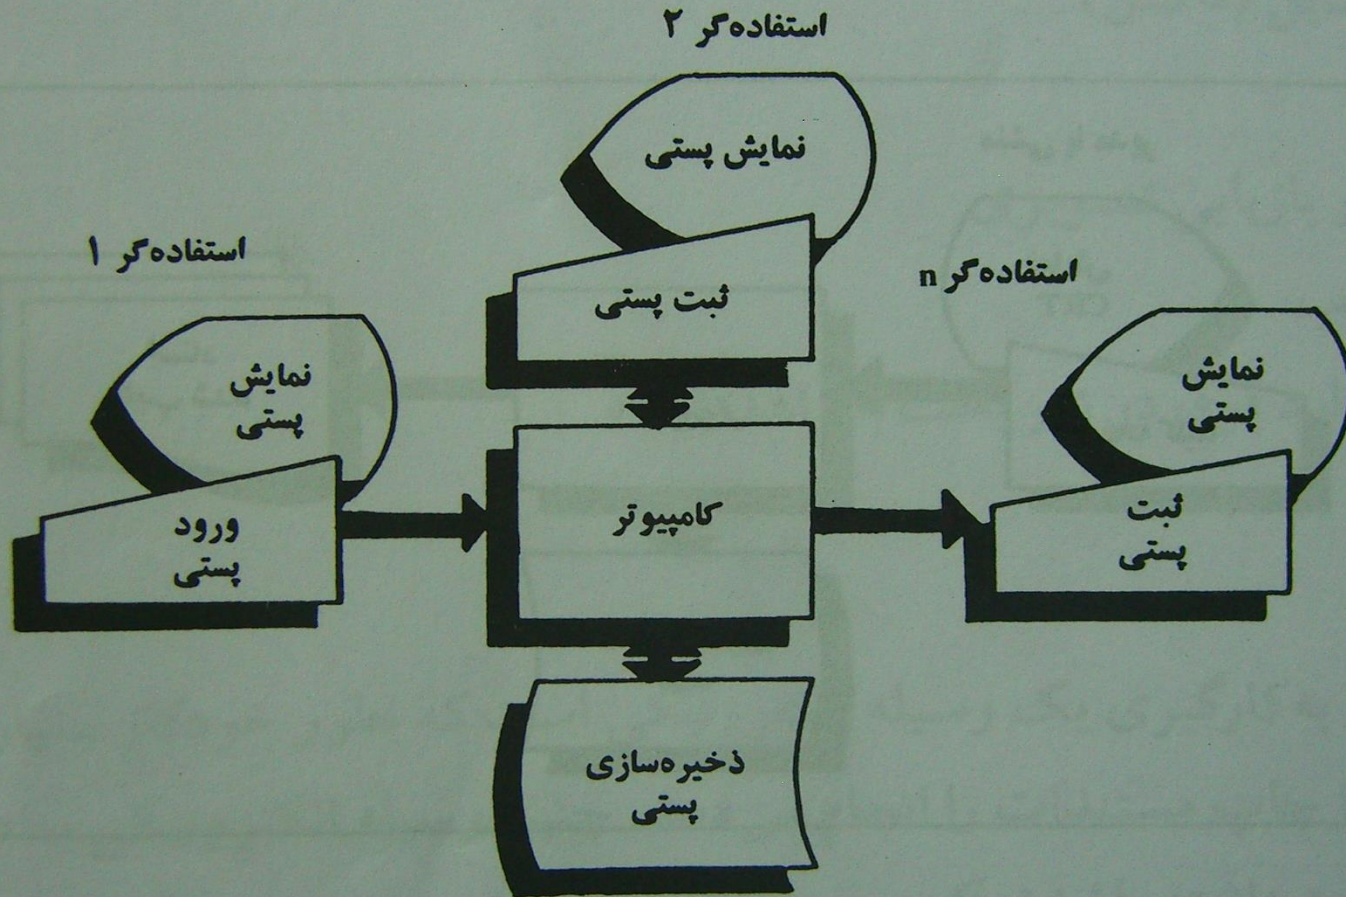 استفاده‌گر ۲
نمایش پستی
ثبت پستی
استفاده‌گر n
نمایش
پستی
ثبت
پستی
استفاده‌گر ۱
نمایش
پستی
ورود
پستی
کامپیوتر
ذخیره‌سازی
پستی